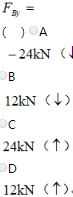 F_By =
( ) A
−24kN (↓
B
12kN (↓)
C
24kN (↑)
D
12kN (↑)